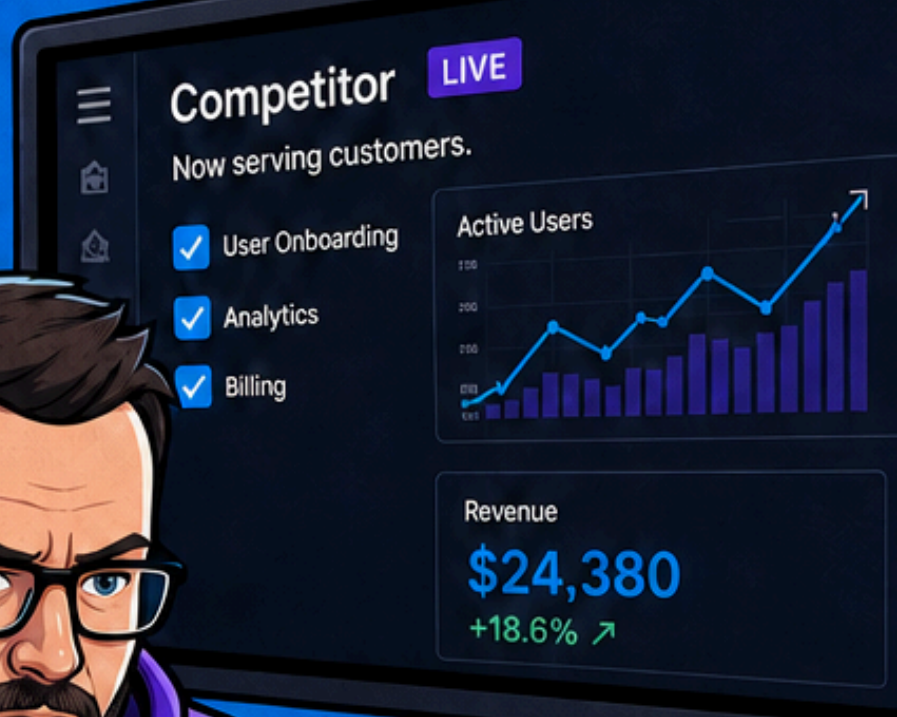 Competitor LIVE
Now serving customers.
User Onboarding
Analytics
Billing
Active Users
Revenue
$24,380
+18.6%